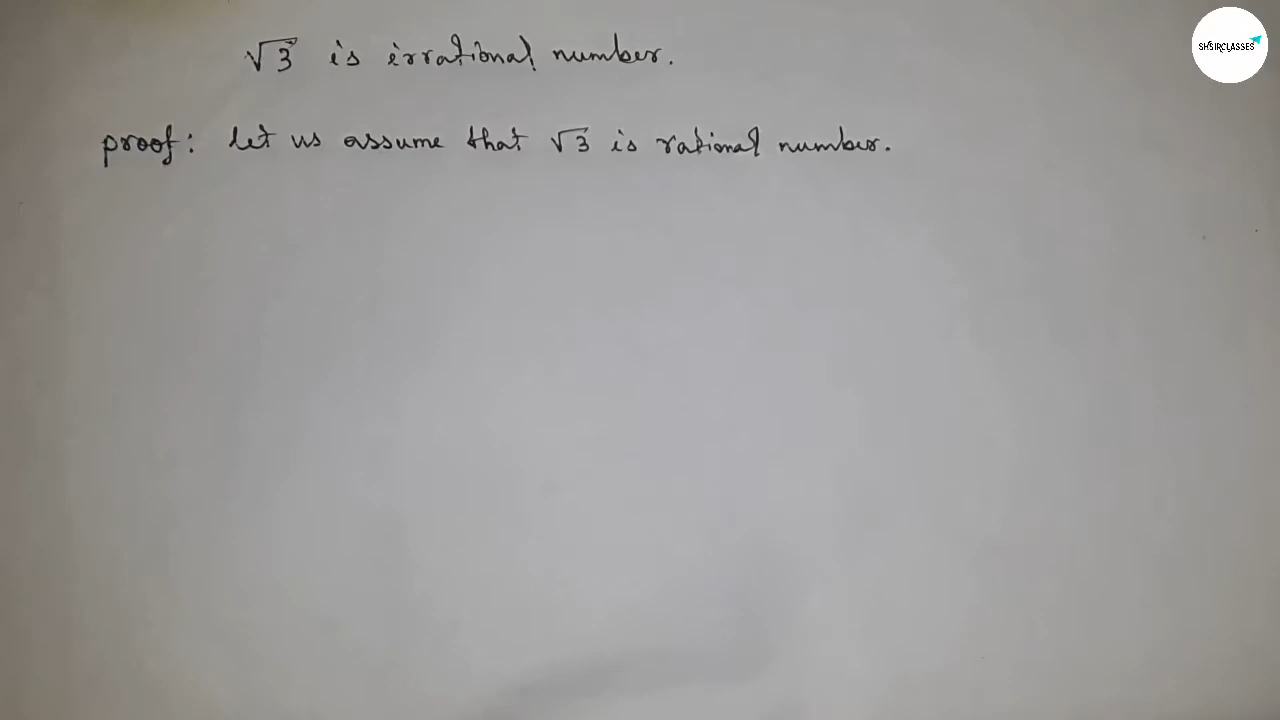 √3 is irrational number.
SHSIRCLASSES
proof: let us assume that √3 is rational number.